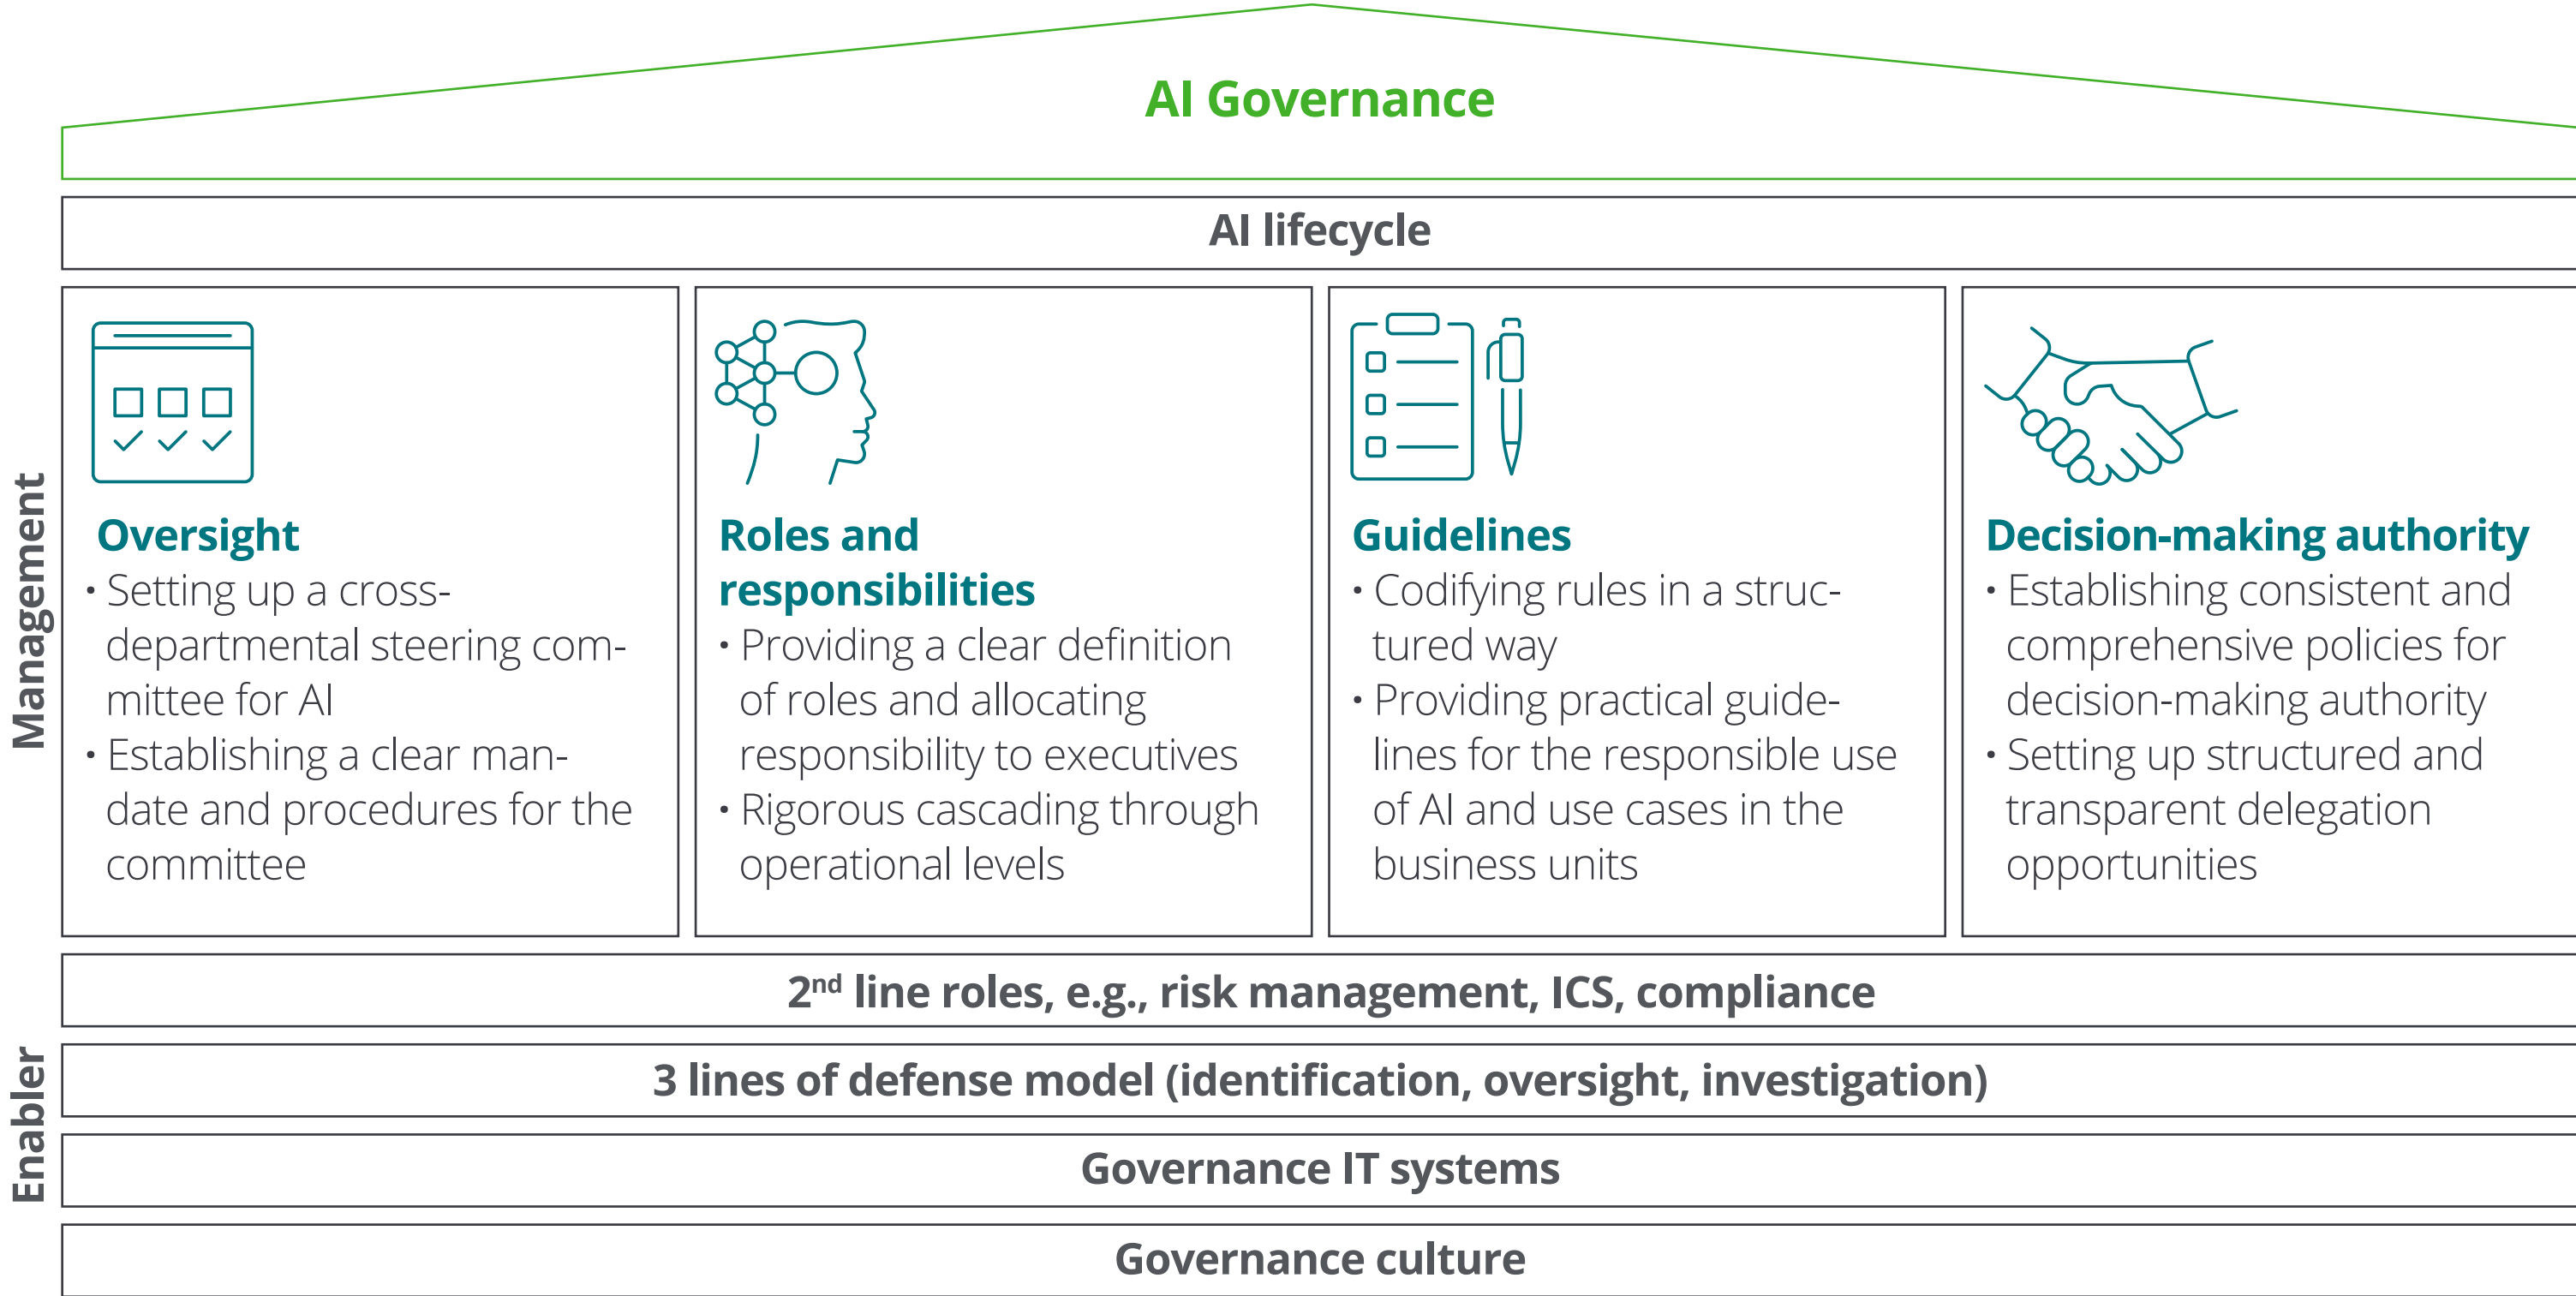 AI Governance
AI lifecycle
Management
Oversight
• Setting up a cross-
departmental steering com-
mittee for AI
• Establishing a clear man-
date and procedures for the
committee
Roles and
responsibilities
• Providing a clear definition
of roles and allocating
responsibility to executives
• Rigorous cascading through
operational levels
Guidelines
• Codifying rules in a struc-
tured way
• Providing practical guide-
lines for the responsible use
of AI and use cases in the
business units
Decision-making authority
• Establishing consistent and
comprehensive policies for
decision-making authority
• Setting up structured and
transparent delegation
opportunities
Enabler
2nd line roles, e.g., risk management, ICS, compliance
3 lines of defense model (identification, oversight, investigation)
Governance IT systems
Governance culture